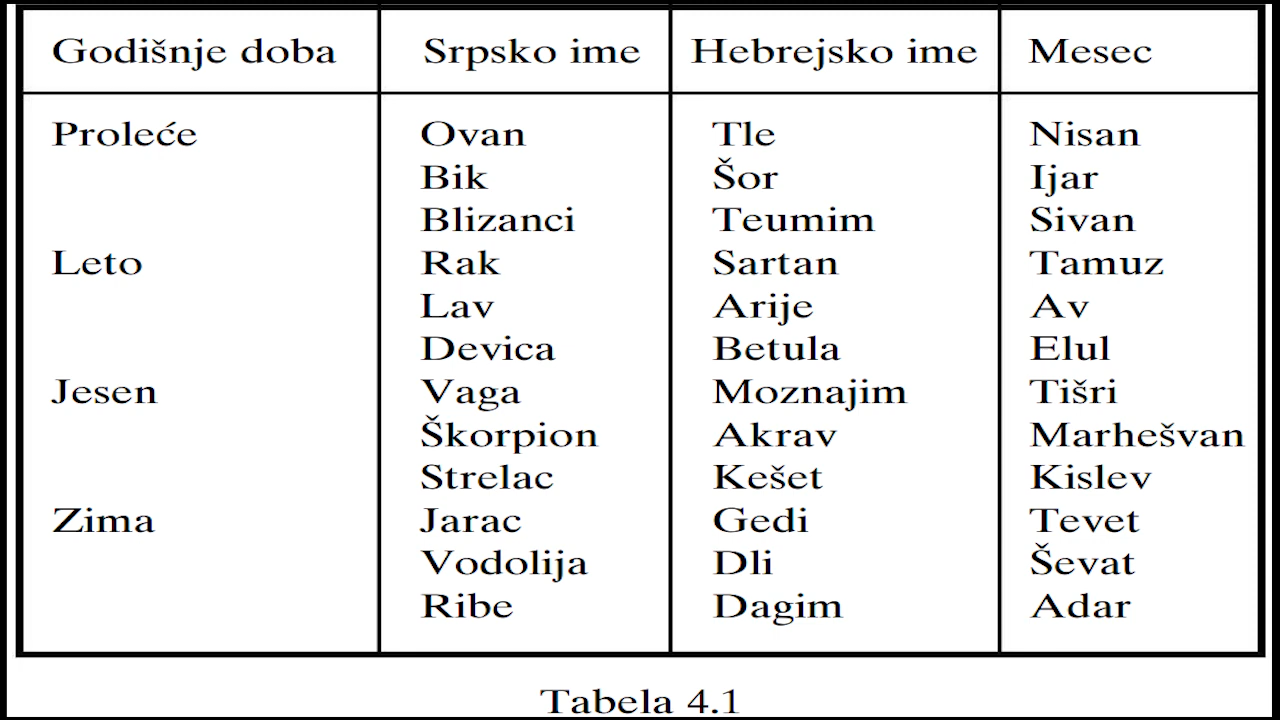 Godišnje doba Srpsko ime Hebrejsko ime Mesec
Proleće Ovan Tle Nisan
Bik Šor Ijar
Blizanci Teumim Sivan
Leto Rak Sartan Tamuz
Lav Arije Av
Devica Betula Elul
Jesen Vaga Moznajim Tišri
Škorpion Akrav Marhešvan
Strelac Kešet Kislev
Zima Jarac Gedi Tevet
Vodolija Dli Ševat
Ribe Dagim Adar
Tabela 4.1